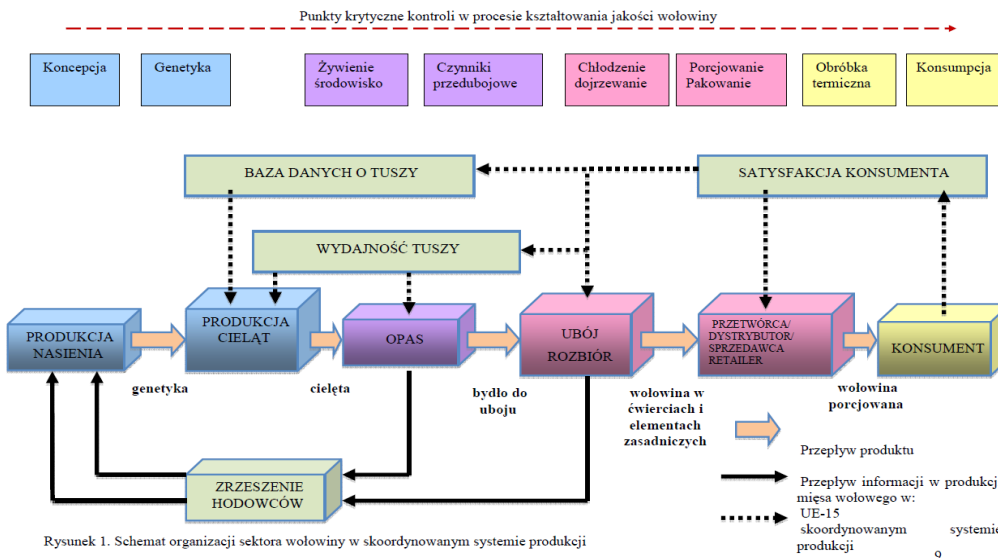 Punkty krytyczne kontroli w procesie kształtowania jakości wołowiny
Koncepcja
Genetyka
Żywienie
środowisko
Czynniki
przedubojowe
Chłodzenie
dojrzewanie
Porcjowanie
Pakowanie
Obróbka
termiczna
Konsumpcja
BAZA DANYCH O TUSZY
SATYSFAKCJA KONSUMENTA
WYDAJNOŚĆ TUSZY
PRODUKCJA
NASIENIA
PRODUKCJA
CIELĄT
OPAS
UBÓJ
ROZBIÓR
PRZETWÓRCA/
DYSTRYBUTOR/
SPRZEDAWCA
RETAILER
KONSUMENT
genetyka
cielęta
bydło do
uboju
wołowina w
ćwierciach i
elementach
zasadniczych
wołowina
porcjowana
ZRZESZENIE
HODOWCÓW
Przepływ produktu
Przepływ informacji w produkcj
mięsa wołowego w:
UE-15
skoordynowanym systemie
produkcji
Rysunek 1. Schemat organizacji sektora wołowiny w skoordynowanym systemie produkcji
9